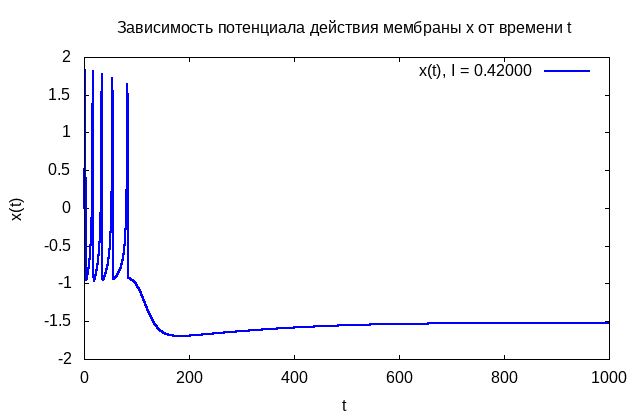 Зависимость потенциала действия мембраны x от времени t
x(t), I = 0.42000
2
1.5
1
0.5
0
-0.5
-1
-1.5
-2
x(t)
0 200 400 600 800 1000
t